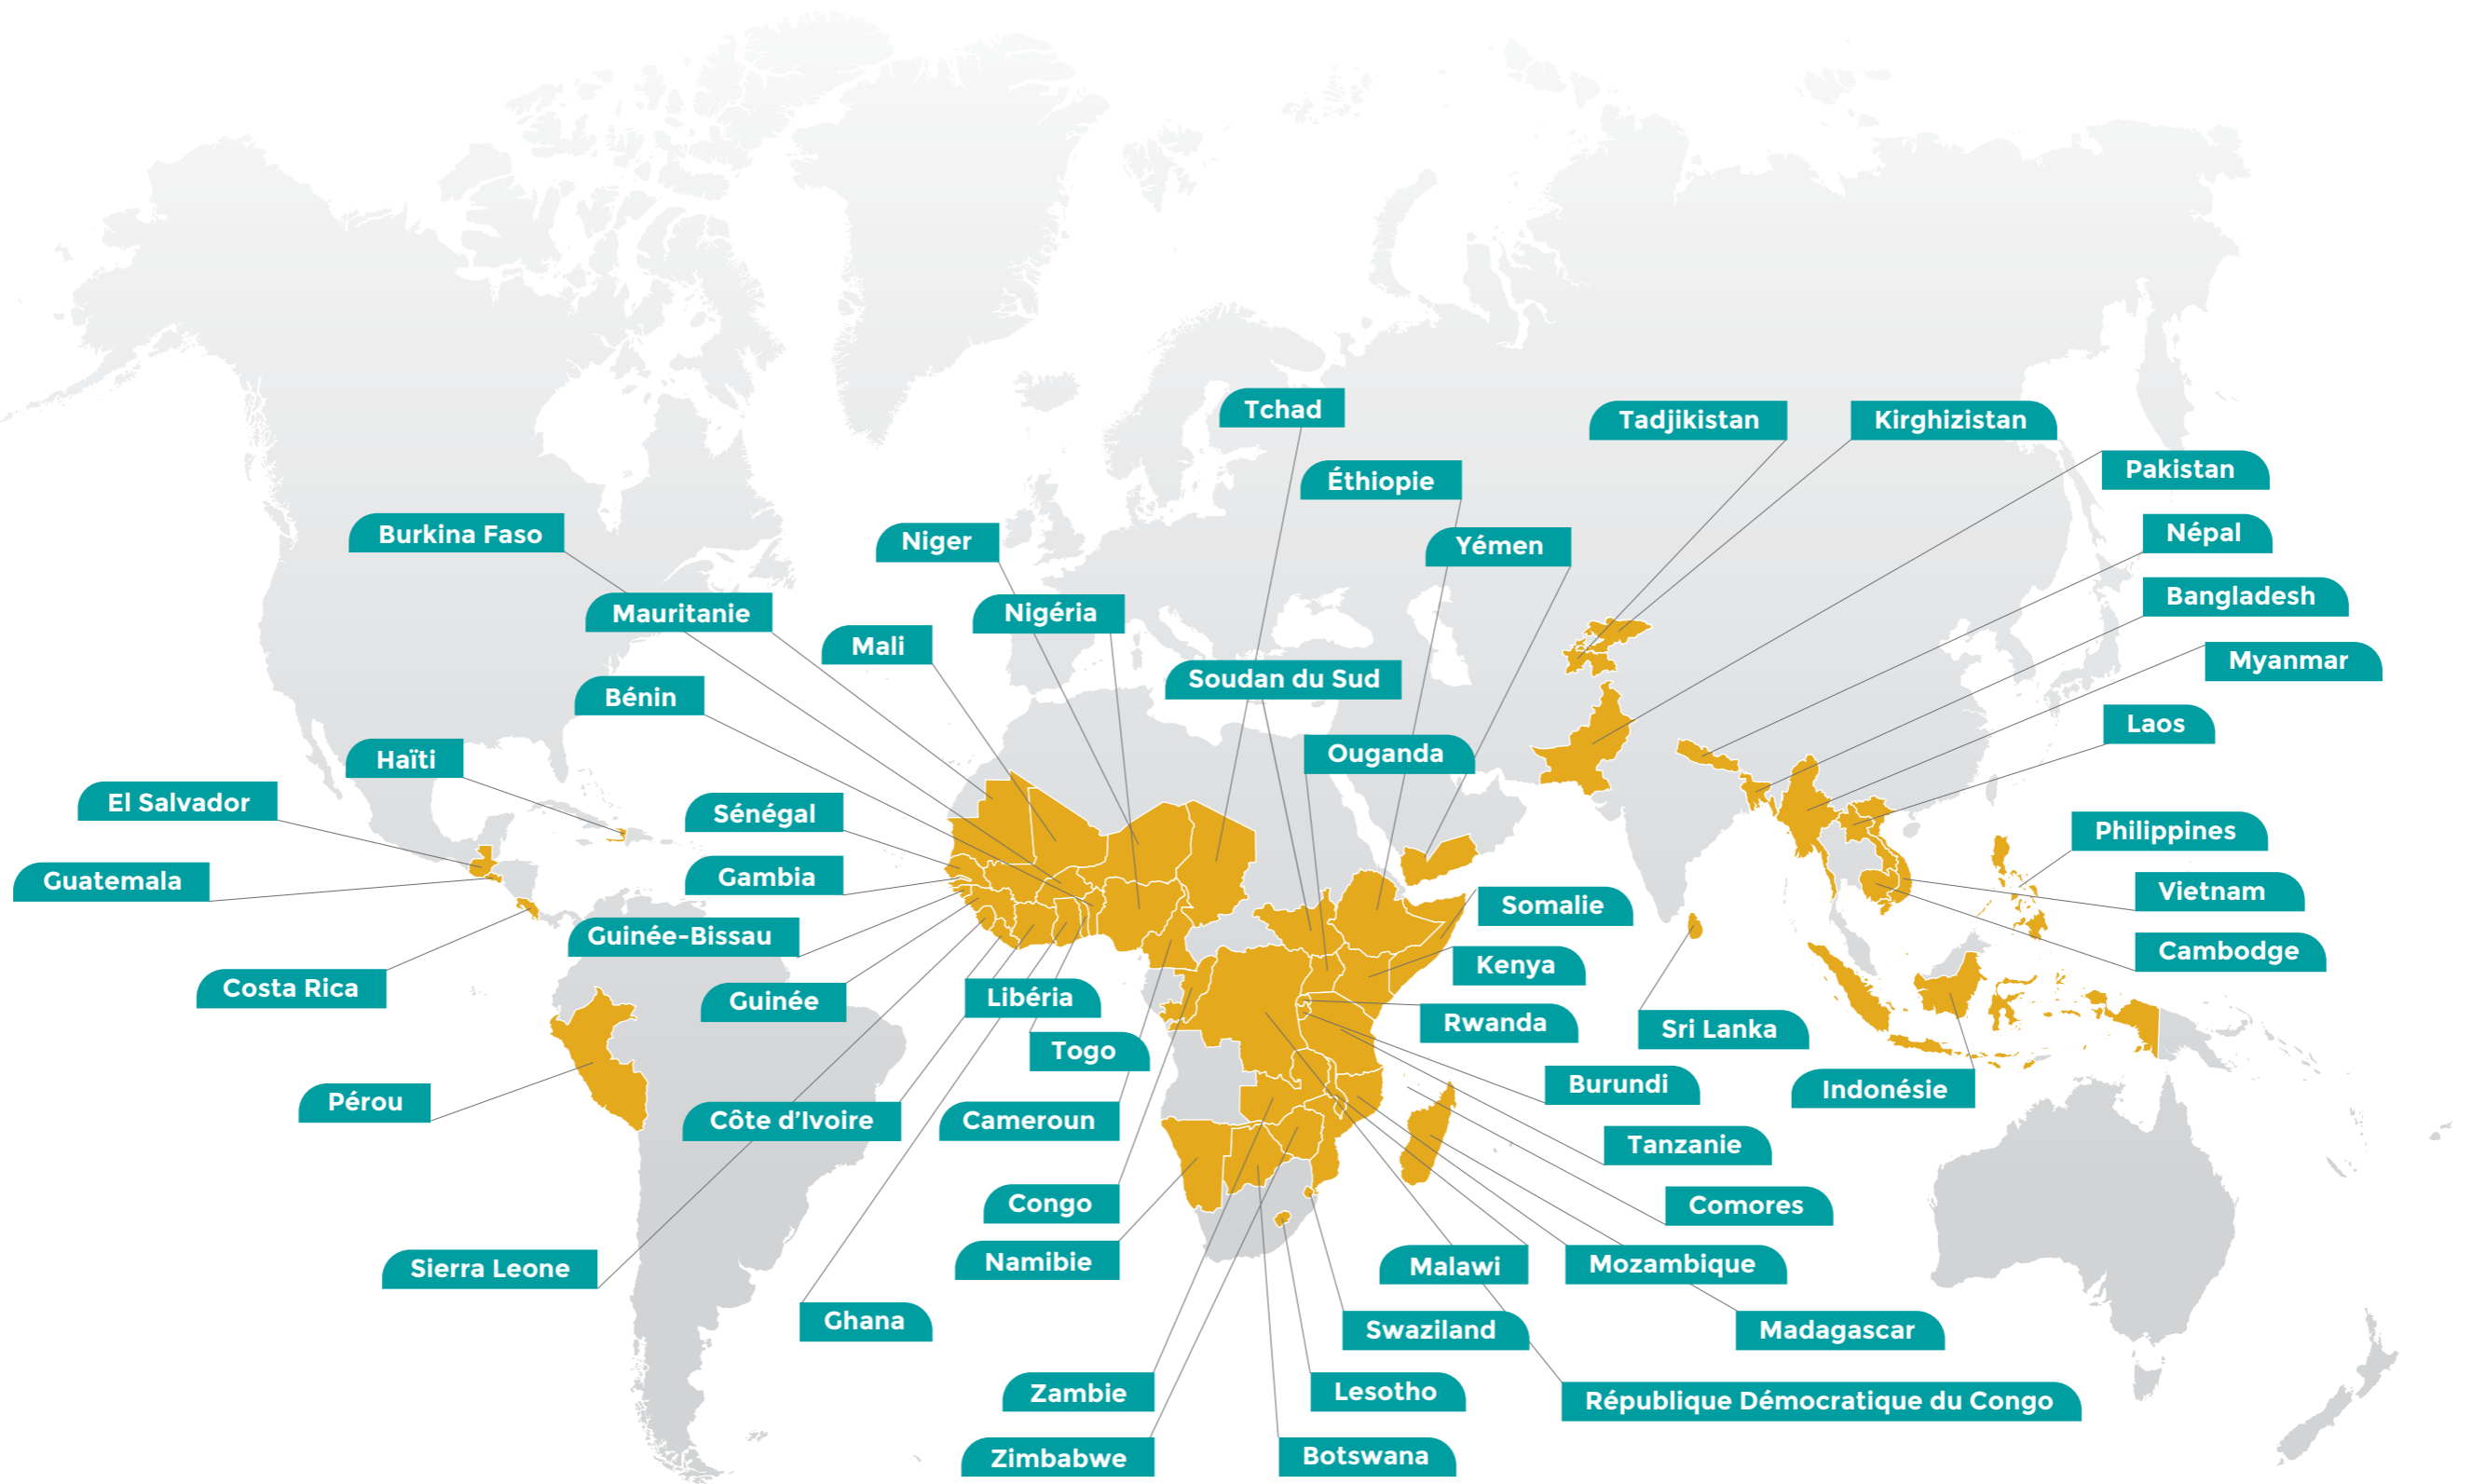 Tchad
Tadjikistan
Kirghizistan
Pakistan
Éthiopie
Burkina Faso
Niger
Yémen
Népal
Mauritanie
Nigéria
Bangladesh
Mali
Myanmar
Bénin
Soudan du Sud
Laos
Haïti
Ouganda
El Salvador
Sénégal
Philippines
Guatemala
Gambia
Vietnam
Somalie
Guinée-Bissau
Cambodge
Kenya
Costa Rica
Guinée
Libéria
Rwanda
Sri Lanka
Togo
Burundi
Indonésie
Pérou
Côte d’Ivoire
Cameroun
Tanzanie
Congo
Comores
Namibie
Sierra Leone
Malawi
Mozambique
Ghana
Swaziland
Madagascar
Zambie
Lesotho
République Démocratique du Congo
Zimbabwe
Botswana